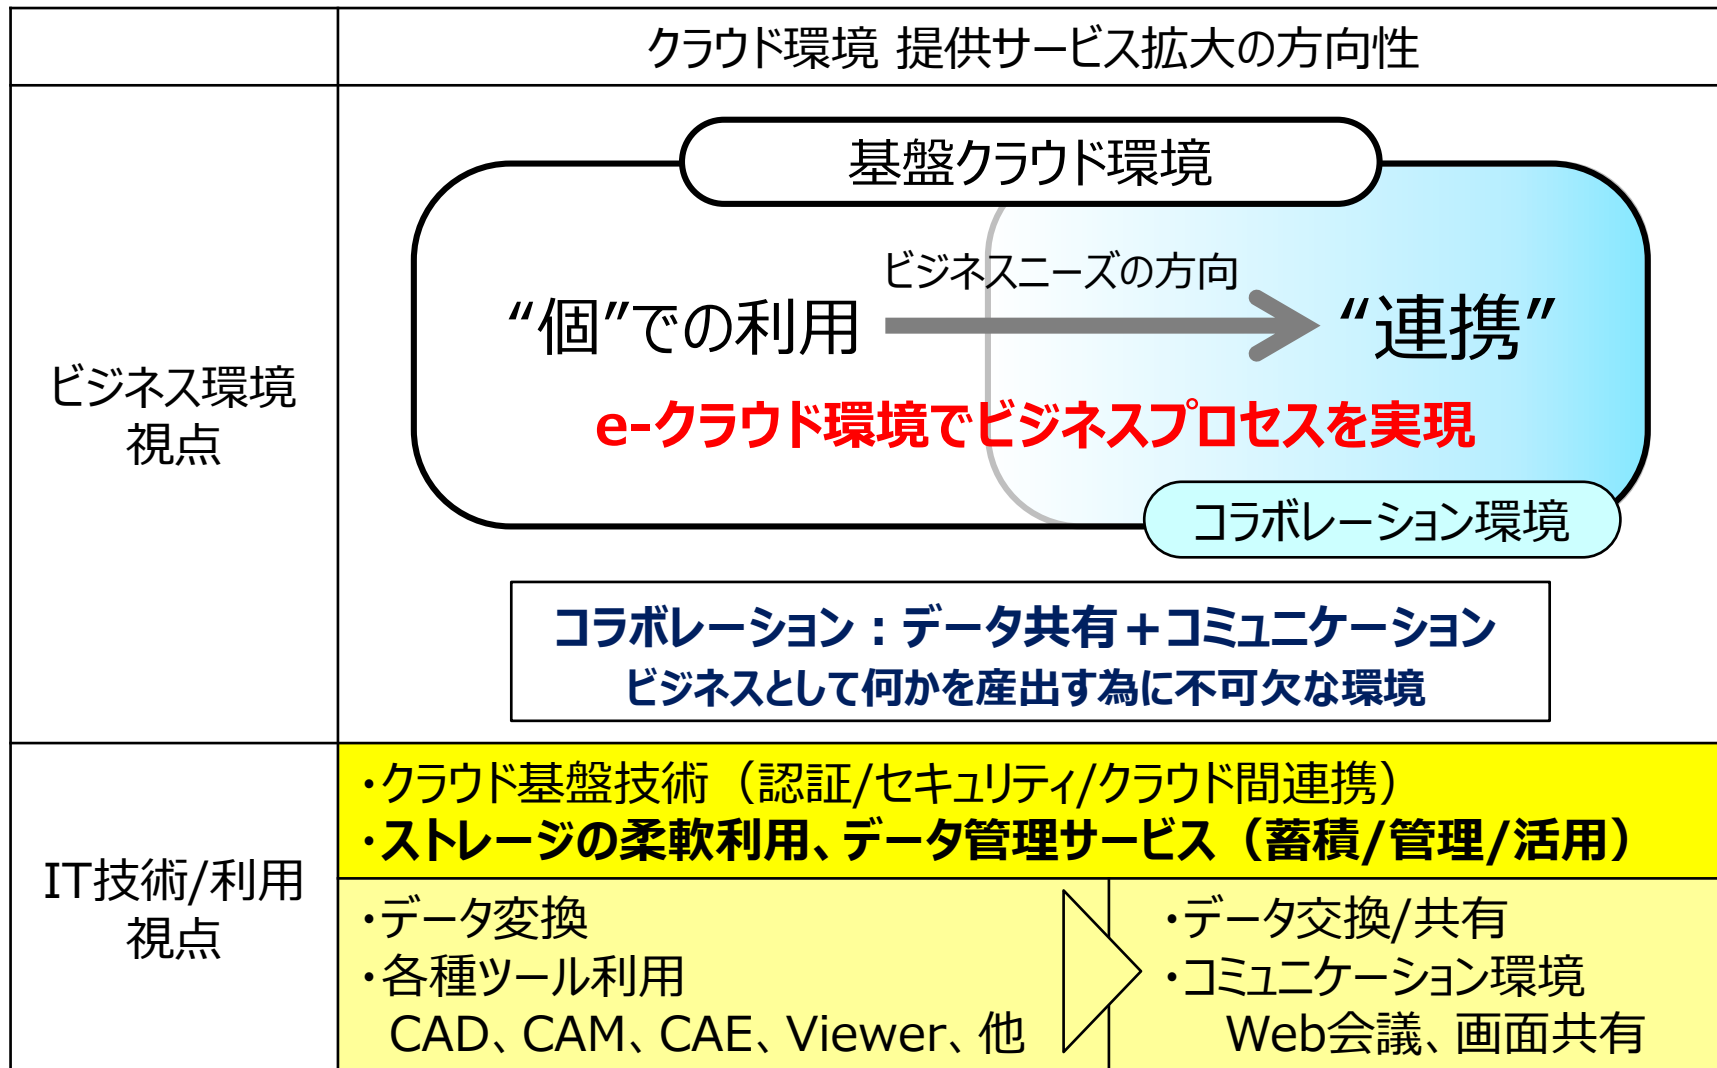 クラウド環境 提供サービス拡大の方向性
ビジネス環境
視点
基盤クラウド環境
ビジネスニーズの方向
“個”での利用
“連携”
e-クラウド環境でビジネスプロセスを実現
コラボレーション環境
コラボレーション：データ共有＋コミュニケーション
ビジネスとして何かを産出す為に不可欠な環境
IT技術/利用
視点
・クラウド基盤技術（認証/セキュリティ/クラウド間連携）
・ストレージの柔軟利用、データ管理サービス（蓄積/管理/活用）
・データ変換
・各種ツール利用
CAD、CAM、CAE、Viewer、他
・データ交換/共有
・コミュニケーション環境
Web会議、画面共有